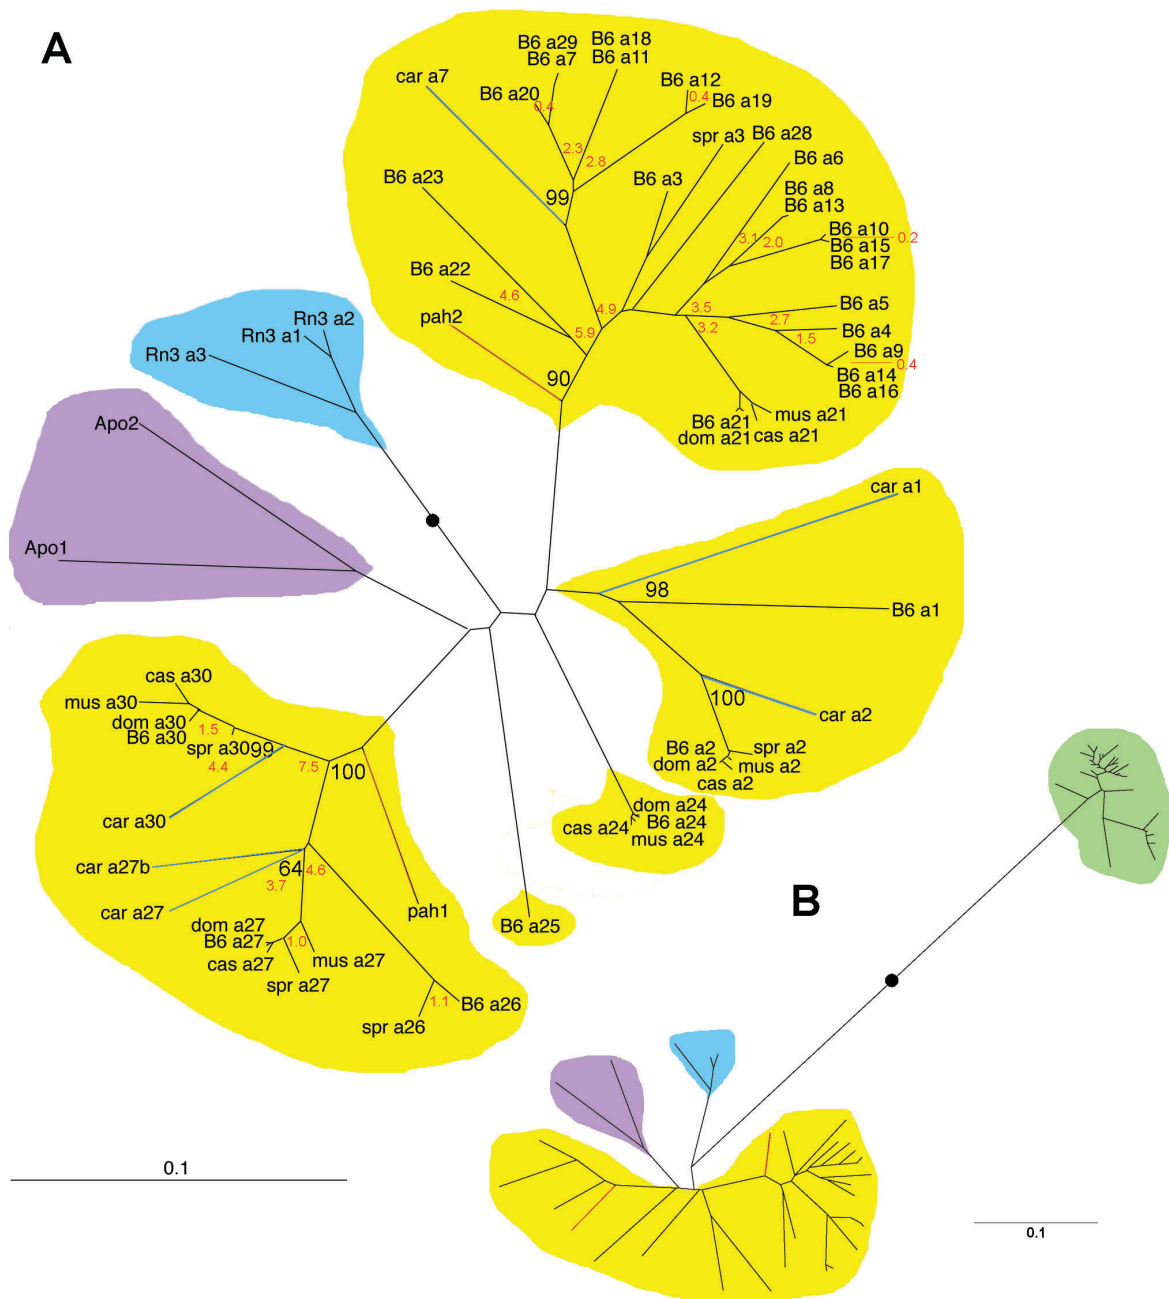 A
B6 a29
B6 a7
B6 a18
B6 a11
car a7
B6 a20
0.4
B6 a12
0.4
B6 a19
spr a3
B6 a28
2.3
2.8
B6 a6
B6 a23
99
B6 a3
B6 a8
B6 a13
3.1
2.0
B6 a10
0.2
B6 a15
B6 a17
B6 a22
4.6
pah2
5.9
4.9
3.5
3.2
B6 a5
2.7
B6 a4
1.5
B6 a9
0.4
B6 a14
B6 a16
90
B6 a21
dom a21
mus a21
cas a21
Rn3 a2
Rn3 a1
Rn3 a3
Apo2
Apo1
car a1
98
B6 a1
100
car a2
B6 a2
dom a2
spr a2
mus a2
cas a2
cas a30
mus a30
dom a30
B6 a30
1.5
spr a30
99
4.4
7.5
100
car a30
car a27b
64
4.6
3.7
car a27
dom a27
B6 a27
1.0
cas a27
mus a27
spr a27
pah1
1.1
B6 a26
spr a26
dom a24
B6 a24
cas a24
mus a24
B6 a25
B
0.1
0.1